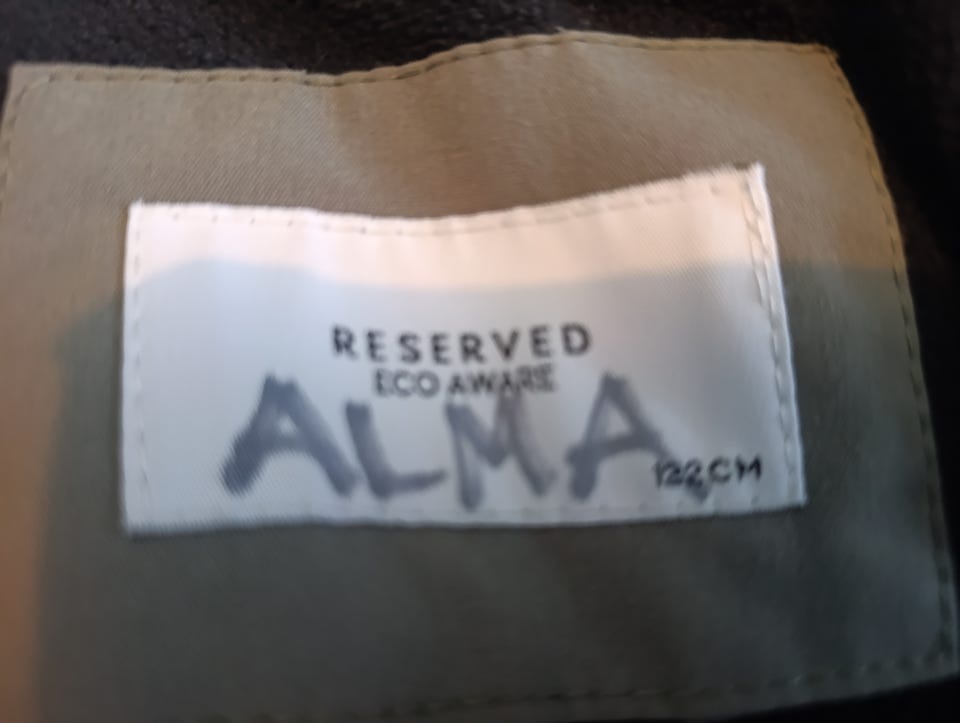 RESERVED
ECO AWARE
ALMA
122CM